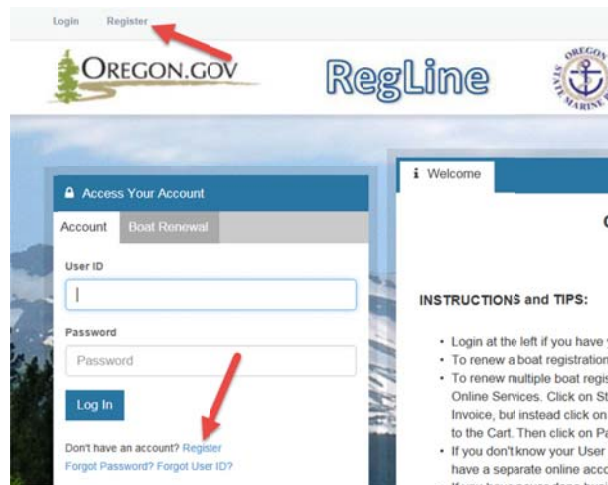 Login Register
OREGON.GOV
RegLine
OREGON
STATE MARINE
Access Your Account
Account Boat Renewal
User ID
Password
Password
Log In
Don't have an account? Register
Forgot Password? Forgot User ID?
i Welcome
INSTRUCTIONS and TIPS:
• Login at the left if you have
• To renew a boat registration
• To renew multiple boat regis
Online Services. Click on St
Invoice, but instead click on
to the Cart. Then click on Pa
• If you don't know your User
have a separate online acco